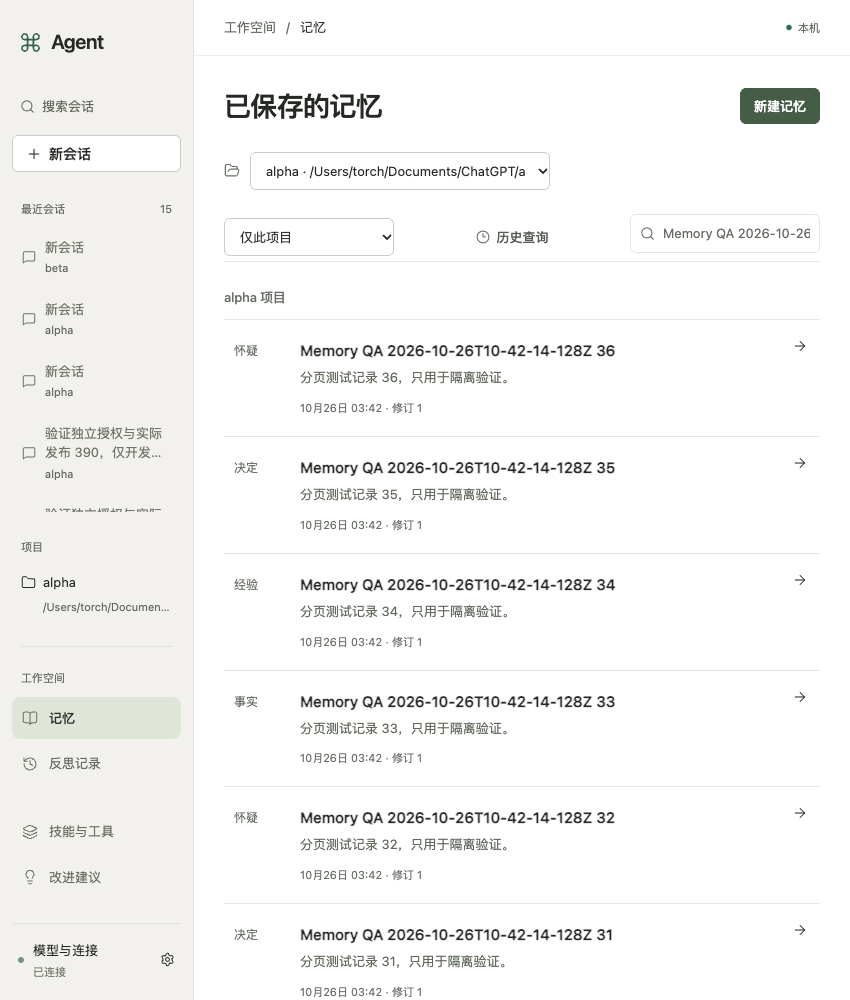 Agent
搜索会话
新会话
最近会话 15
新会话
beta
新会话
alpha
新会话
alpha
验证独立授权与实际
发布 390，仅开发...
alpha
项目
alpha
/Users/torch/Documen...
工作空间
记忆
反思记录
技能与工具
改进建议
模型与连接
已连接
工作空间 / 记忆
本机
已保存的记忆
新建记忆
alpha · /Users/torch/Documents/ChatGPT/a
仅此项目
历史查询
Memory QA 2026-10-26
alpha 项目
怀疑
Memory QA 2026-10-26T10-42-14-128Z 36
分页测试记录 36，只用于隔离验证。
10月26日 03:42 · 修订 1
决定
Memory QA 2026-10-26T10-42-14-128Z 35
分页测试记录 35，只用于隔离验证。
10月26日 03:42 · 修订 1
经验
Memory QA 2026-10-26T10-42-14-128Z 34
分页测试记录 34，只用于隔离验证。
10月26日 03:42 · 修订 1
事实
Memory QA 2026-10-26T10-42-14-128Z 33
分页测试记录 33，只用于隔离验证。
10月26日 03:42 · 修订 1
怀疑
Memory QA 2026-10-26T10-42-14-128Z 32
分页测试记录 32，只用于隔离验证。
10月26日 03:42 · 修订 1
决定
Memory QA 2026-10-26T10-42-14-128Z 31
分页测试记录 31，只用于隔离验证。
10月26日 03:42 · 修订 1